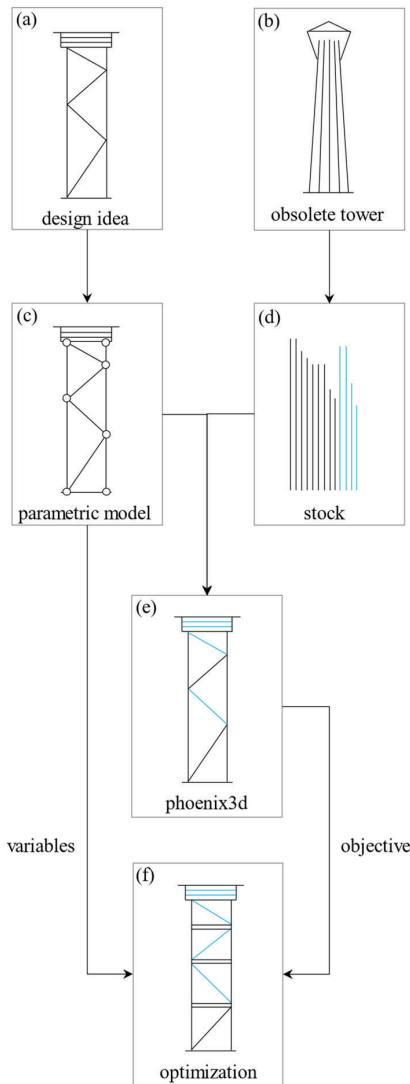 (a)
design idea
(b)
obsolete tower
(c)
parametric model
(d)
stock
(e)
phoenix3d
variables
objective
(f)
optimization